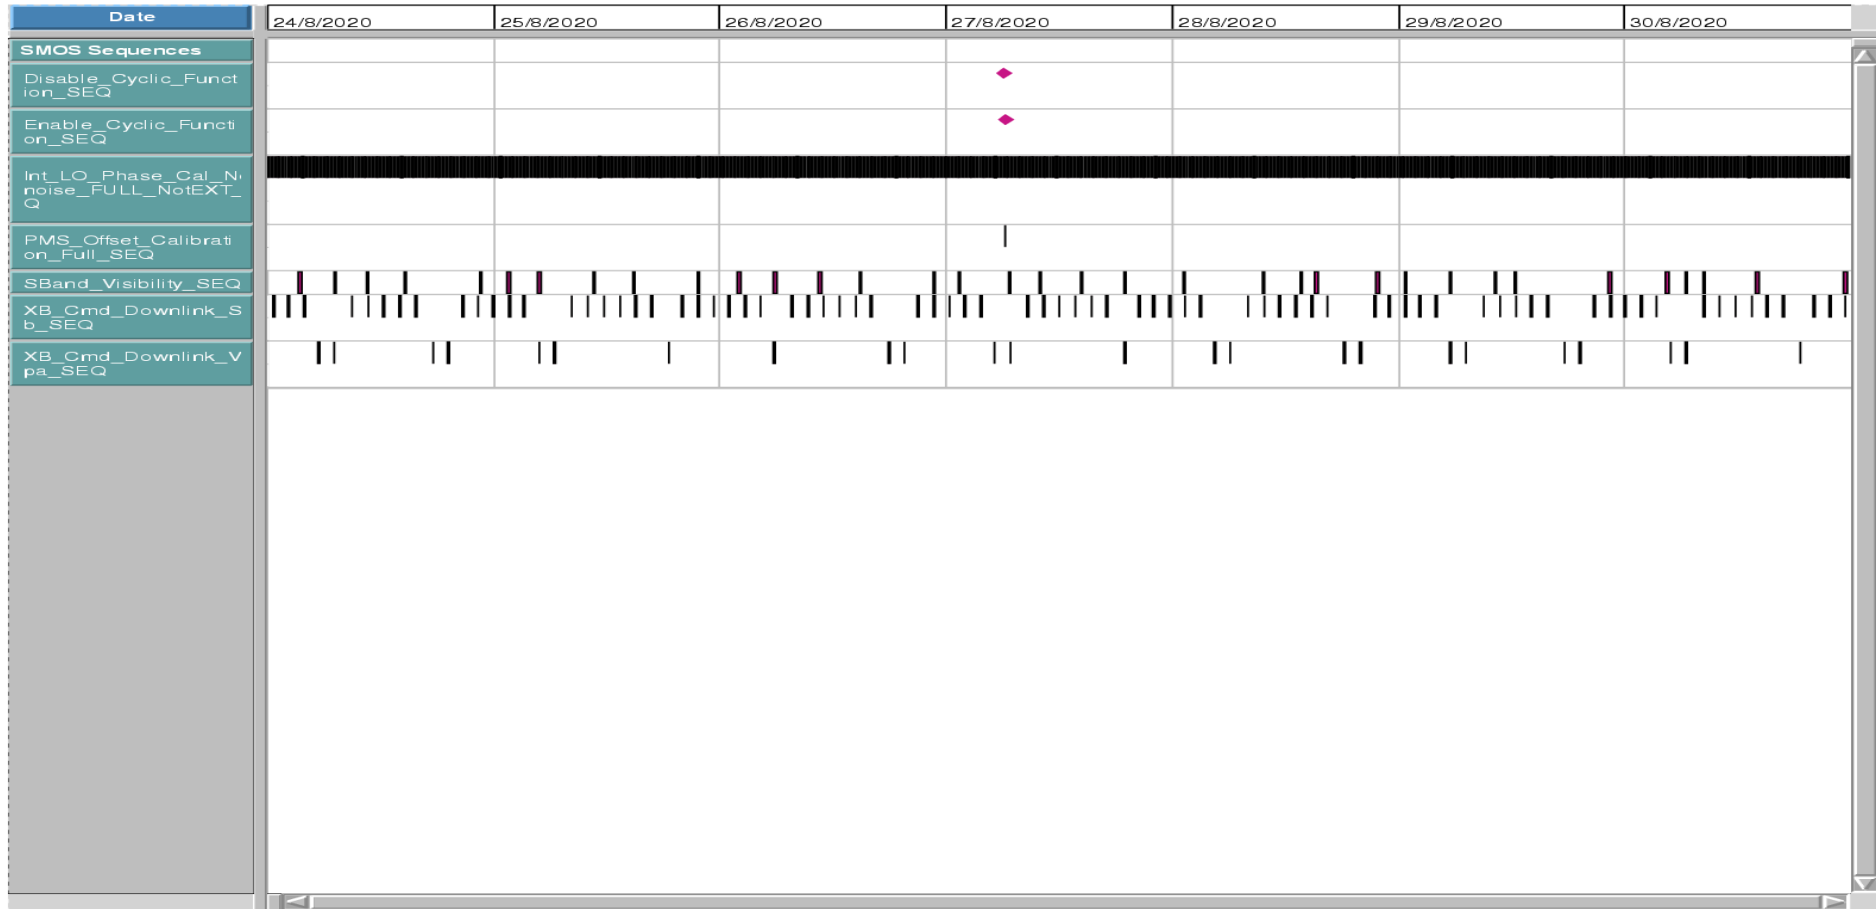 Date
24/8/2020 25/8/2020 26/8/2020 27/8/2020 28/8/2020 29/8/2020 30/8/2020
SMOS Sequences
Disable_Cyclic_Funct
ion_SEQ
Enable_Cyclic_Functi
on_SEQ
Int_LO_Phase_Cal_N
noise_FULL_NotEXT_
Q
PMS_Offset_Calibrati
on_Full_SEQ
SBand_Visibility_SEQ
XB_Cmd_Downlink_S
b_SEQ
XB_Cmd_Downlink_V
pa_SEQ